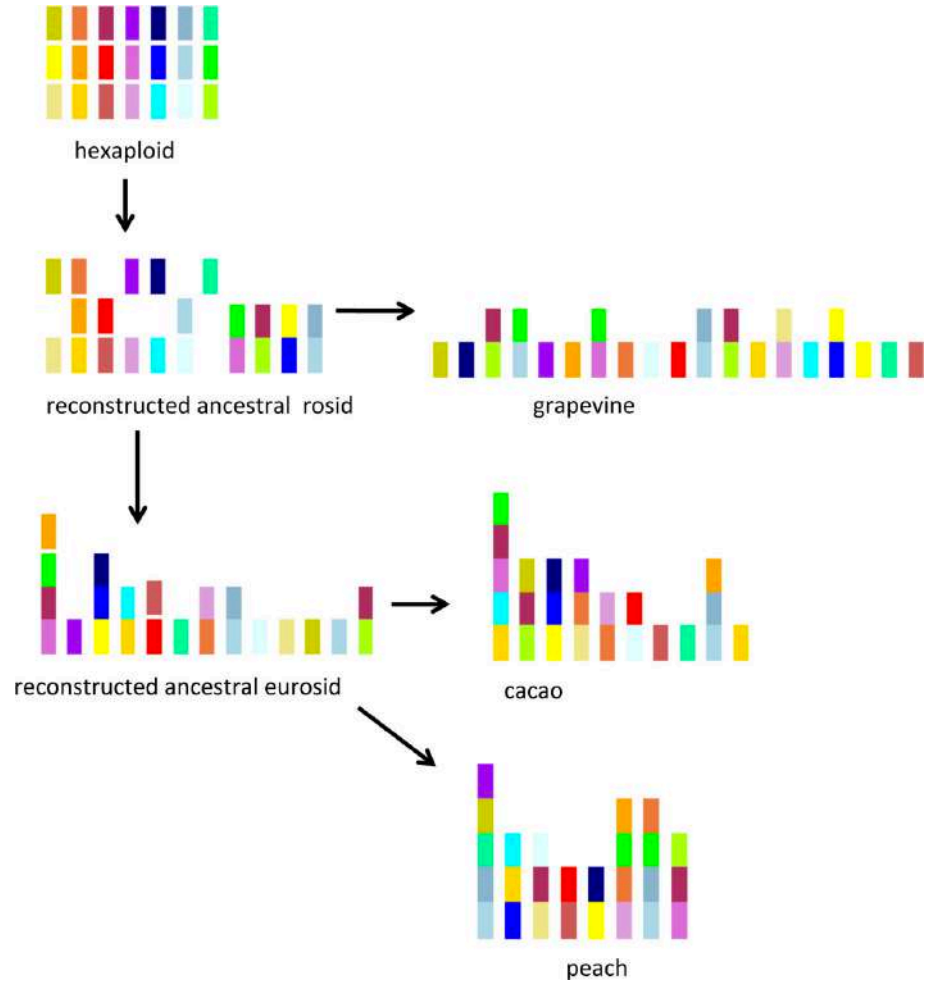 hexaploid
reconstructed ancestral rosid
grapevine
reconstructed ancestral eurosid
cacao
peach